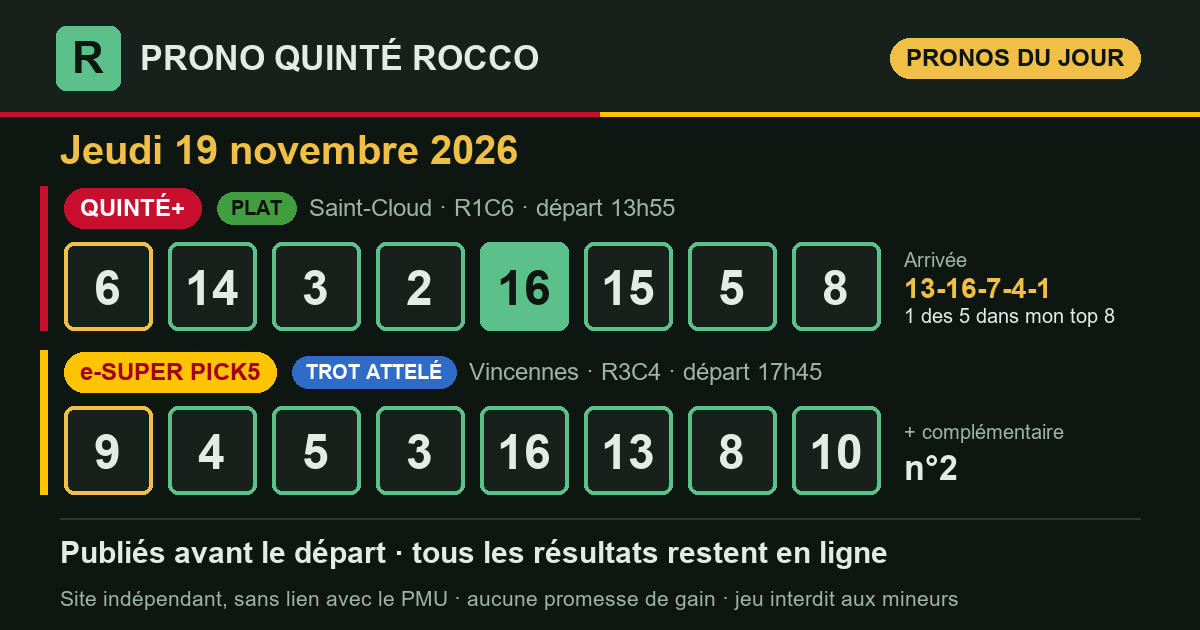 R PRONO QUINTÉ ROCCO
PRONOS DU JOUR
Jeudi 19 novembre 2026
QUINTÉ+ PLAT Saint-Cloud · R1C6 · départ 13h55
6 14 3 2 16 15 5 8
Arrivée
13-16-7-4-1
1 des 5 dans mon top 8
e-SUPER PICK5 TROT ATTELÉ Vincennes · R3C4 · départ 17h45
9 4 5 3 16 13 8 10
+ complémentaire
n°2
Publiés avant le départ · tous les résultats restent en ligne
Site indépendant, sans lien avec le PMU · aucune promesse de gain · jeu interdit aux mineurs